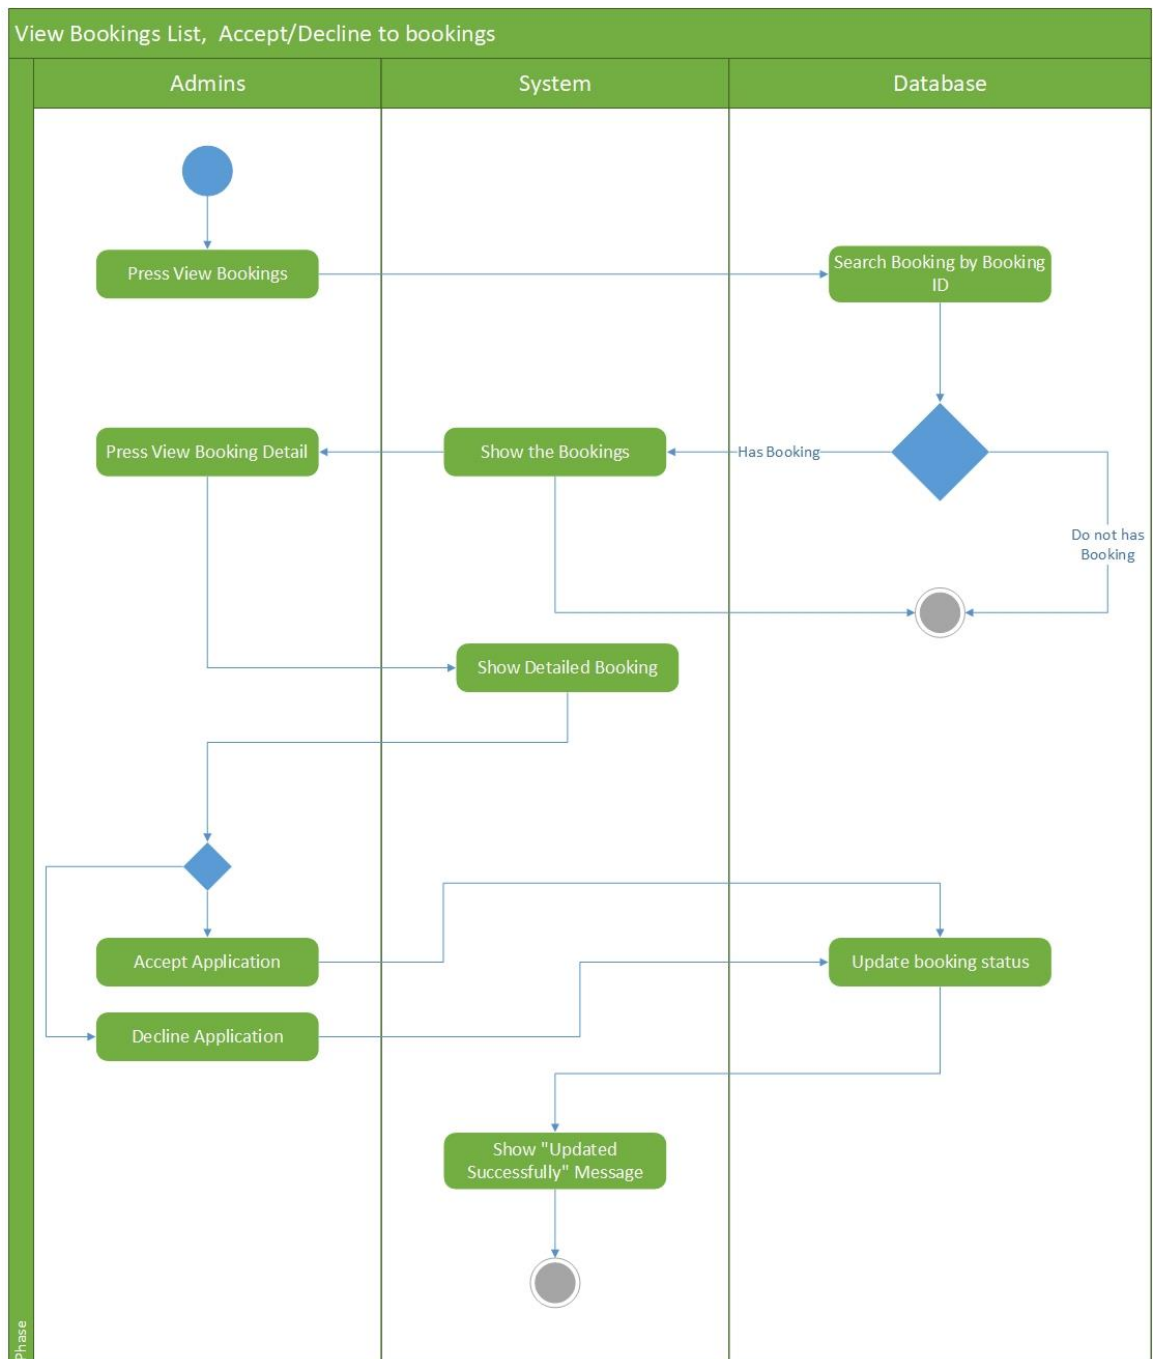 View Bookings List,  Accept/Decline to bookings
Admins
System
Database
Press View Bookings
Search Booking by Booking
ID
Press View Booking Detail
Show the Bookings
Has Booking
Do not has
Booking
Show Detailed Booking
Accept Application
Update booking status
Decline Application
Show "Updated
Successfully" Message
Phase